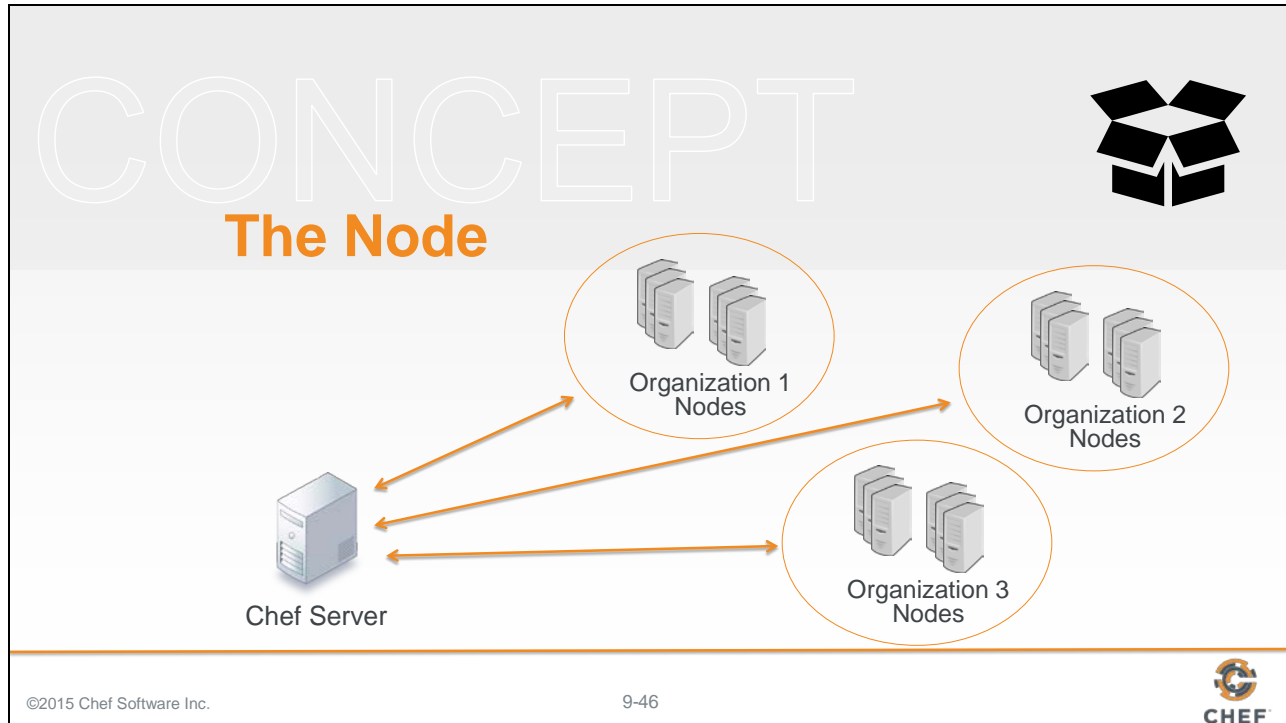 CONCEPT
The Node
Organization 1
Nodes
Organization 2
Nodes
Organization 3
Nodes
Chef Server
©2015 Chef Software Inc.
9-46
CHEF